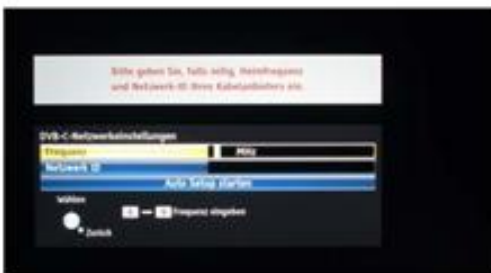 Bitte geben Sie, falls nötig, Heimfrequenz
und Netzwerk-ID Ihres Kabelanbieters ein.
DVB-C-Netzwerkeinstellungen
Frequenz MHz
Netzwerk ID
Auto Setup starten
Wählen
Frequenz eingeben
Zurück